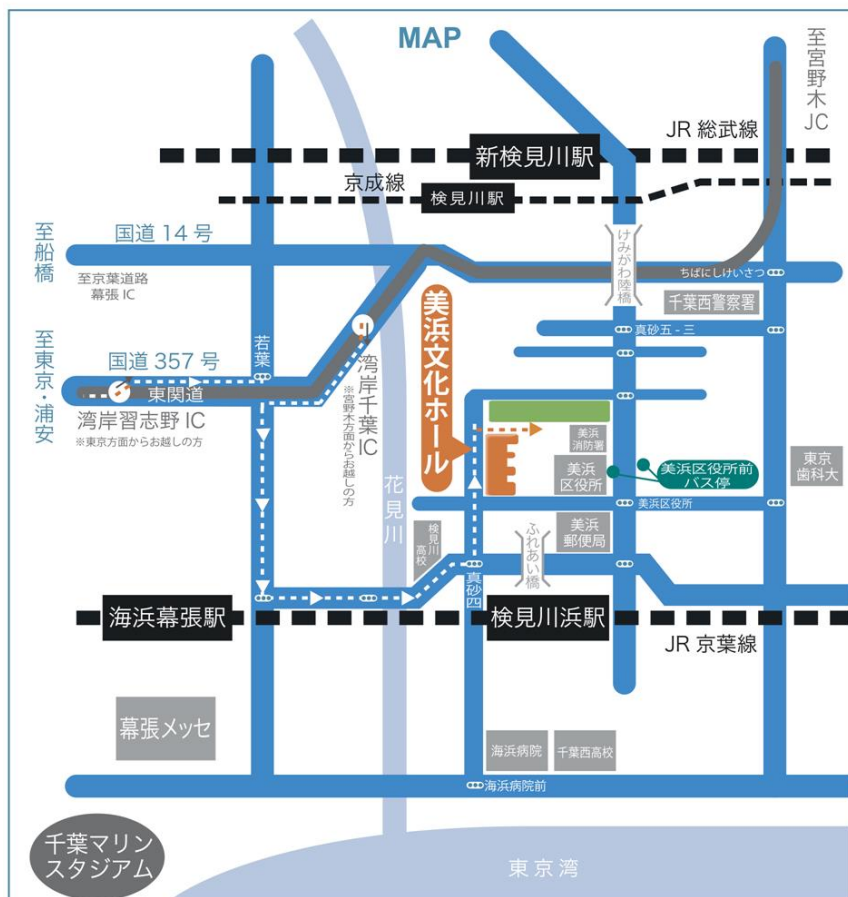 MAP
至宮野木JC
JR 総武線
新検見川駅
京成線
検見川駅
至船橋
国道 14 号
至京葉道路
幕張 IC
けみがわ陸橋
ちばにしけいさつ
千葉西警察署
真砂五 - 三
至東京・浦安
国道 357 号
若葉
東関道
湾岸習志野 IC
※東京方面からお越しの方
湾岸千葉IC
※宮野木方面からお越しの方
美浜文化ホール
美浜
消防署
美浜
区役所
美浜区役所前
バス停
東京
歯科大
花見川
美浜区役所
検見川
高校
ふれあい橋
美浜
郵便局
真砂四
海浜幕張駅
検見川浜駅
JR 京葉線
幕張メッセ
海浜病院
千葉西高校
海浜病院前
千葉マリン
スタジアム
東京湾